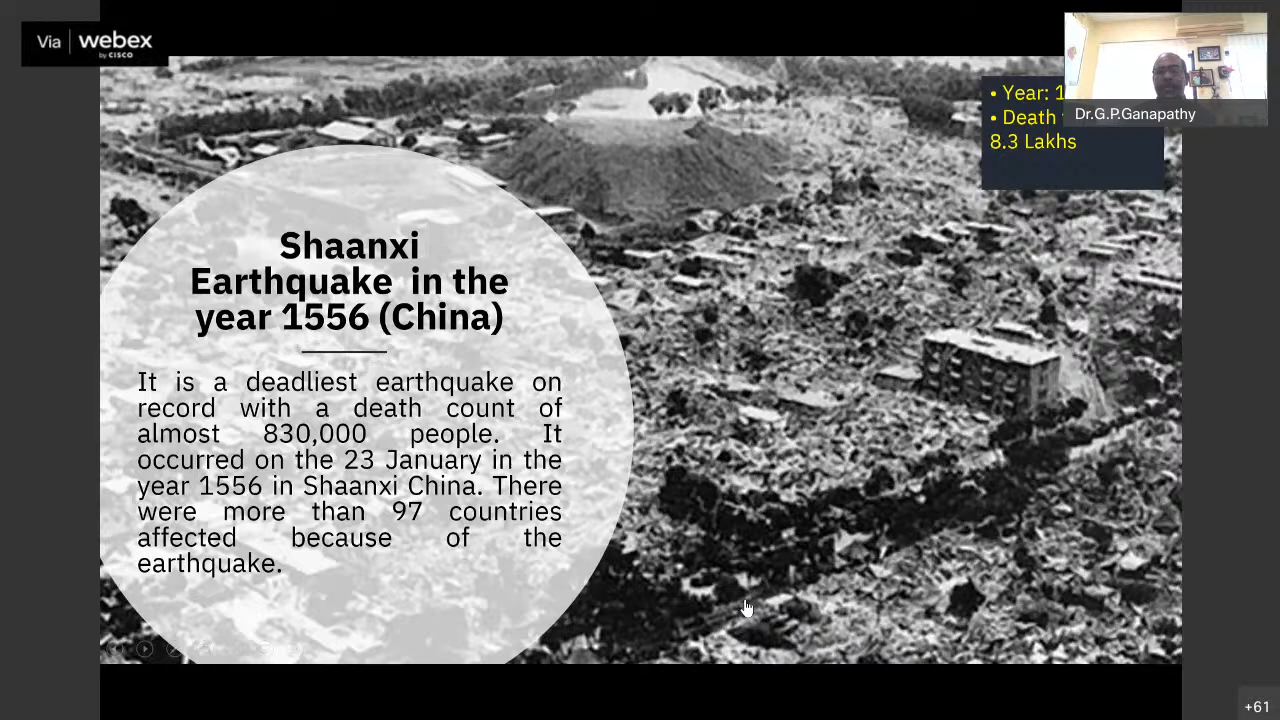 Via webex
by CISCO
• Year: 1
• Death
8.3 Lakhs
Dr.G.P.Ganapathy
Shaanxi
Earthquake in the
year 1556 (China)
It is a deadliest earthquake on
record with a death count of
almost 830,000 people. It
occurred on the 23 January in the
year 1556 in Shaanxi China. There
were more than 97 countries
affected because of the
earthquake.
+61